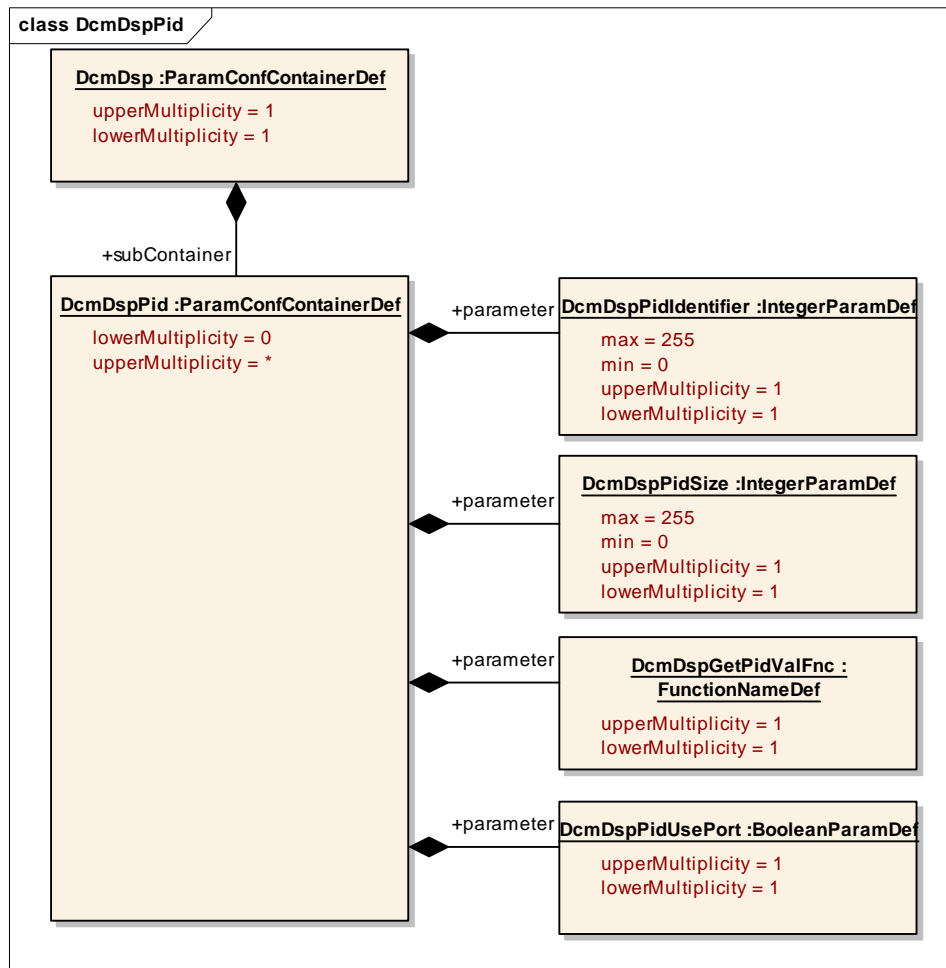 class DcmDspPid
DcmDsp :ParamConfContainerDef
upperMultiplicity = 1
lowerMultiplicity = 1
+subContainer
DcmDspPid :ParamConfContainerDef
lowerMultiplicity = 0
upperMultiplicity = *
+parameter
DcmDspPidIdentifier :IntegerParamDef
max = 255
min = 0
upperMultiplicity = 1
lowerMultiplicity = 1
+parameter
DcmDspPidSize :IntegerParamDef
max = 255
min = 0
upperMultiplicity = 1
lowerMultiplicity = 1
+parameter
DcmDspGetPidValFnc :
FunctionNameDef
upperMultiplicity = 1
lowerMultiplicity = 1
+parameter
DcmDspPidUsePort :BooleanParamDef
upperMultiplicity = 1
lowerMultiplicity = 1